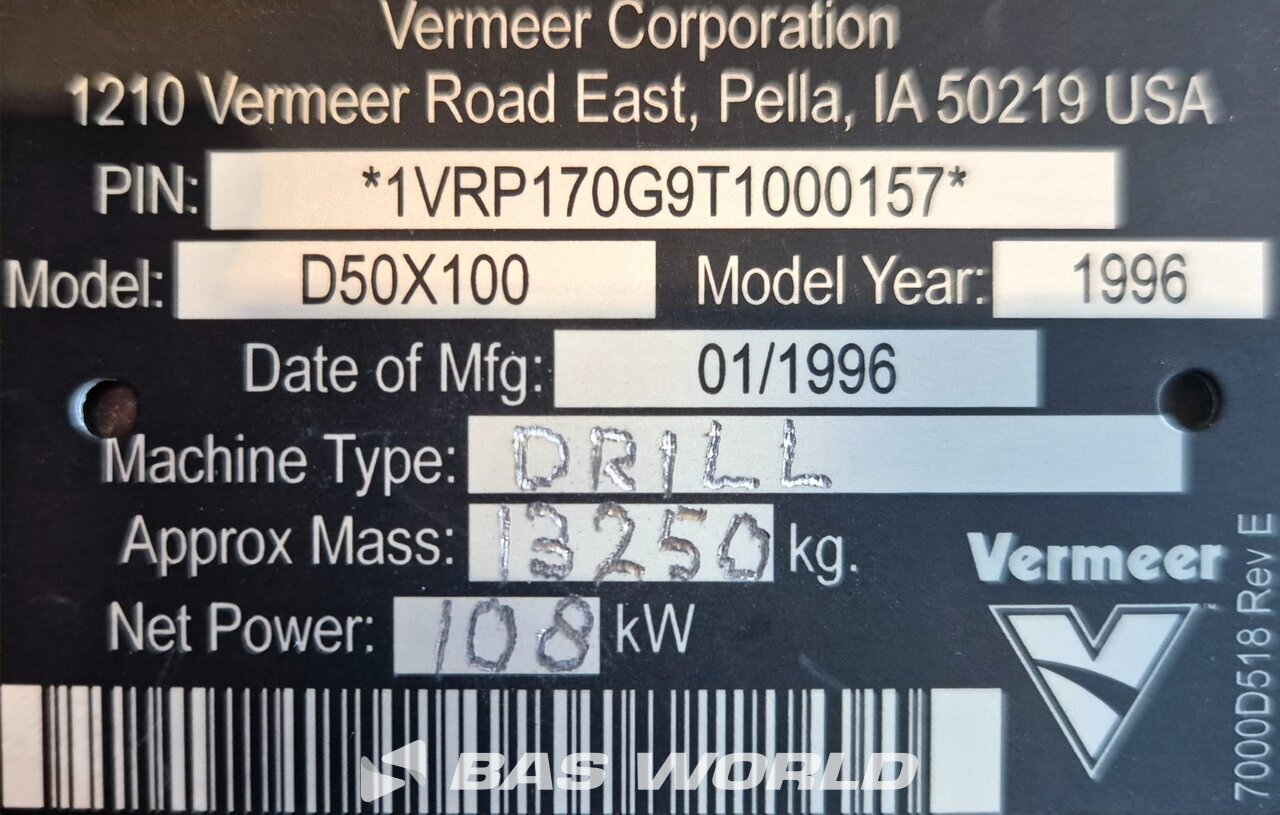 Vermeer Corporation
1210 Vermeer Road East, Pella, IA 50219 USA
PIN: *1VRP170G9T1000157*
Model: D50X100 Model Year: 1996
Date of Mfg: 01/1996
Machine Type: DRILL
Approx Mass: 13250 kg.
Net Power: 108 kW
Vermeer
™
7000D518 Rev E
BAS WORLD